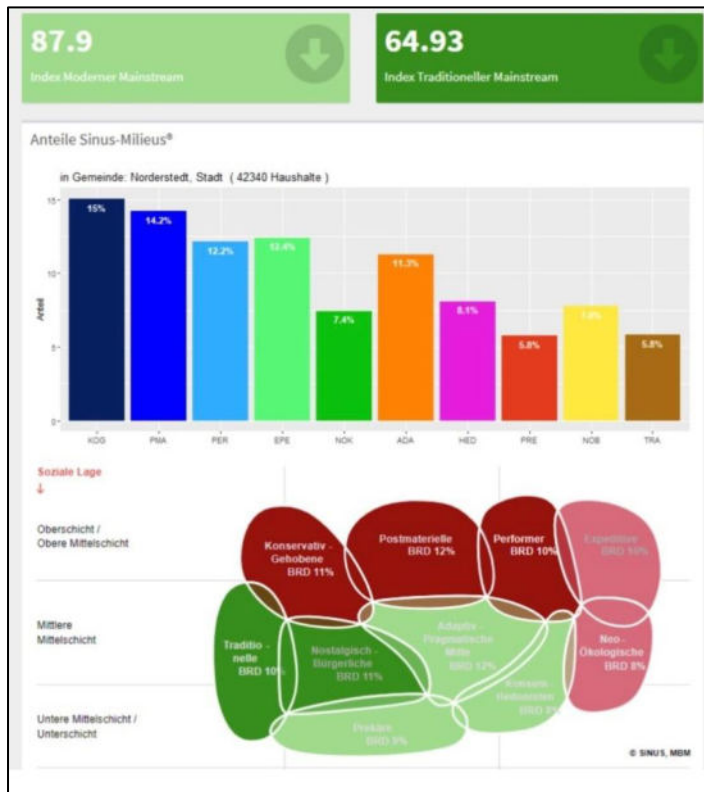 87.9
64.93
Index Moderner Mainstream
Index Traditioneller Mainstream
Anteile Sinus-Milieus®
in Gemeinde: Norderstedt, Stadt ( 42340 Haushalte )
15-
10-
5-
0-
Anteil
15%
14.2%
12.2%
12.4%
7.4%
11.3%
8.1%
5.8%
7.8%
5.8%
KOG PMA PER EPE NOK ADA HED PRE NOB TRA
Soziale Lage
↓
Oberschicht /
Obere Mittelschicht
Konservativ -
Gehobene
BRD 11%
Postmaterielle
BRD 12%
Performer
BRD 10%
Expeditive
BRD 10%
Mittlere
Mittelschicht
Traditio -
nelle
BRD 10%
Nostalgisch -
Bürgerliche
BRD 11%
Adaptiv -
Pragmatische
Mitte
BRD 12%
Konsum-
Hedonisten
BRD 8%
Neo -
Ökologische
BRD 8%
Untere Mittelschicht /
Unterschicht
Prekäre
BRD 9%
© SINUS, MBM